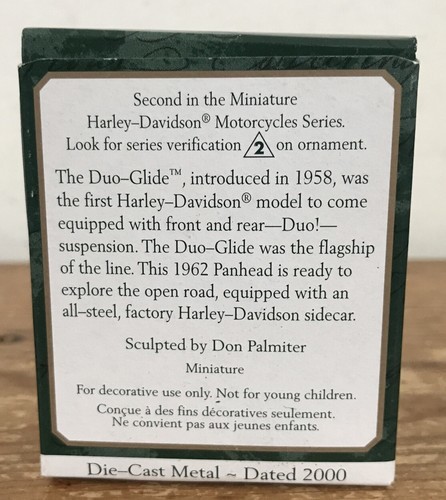 Second in the Miniature
Harley–Davidson® Motorcycles Series.
Look for series verification 2 on ornament.
The Duo–Glide™, introduced in 1958, was
the first Harley–Davidson® model to come
equipped with front and rear—Duo!—
suspension. The Duo–Glide was the flagship
of the line. This 1962 Panhead is ready to
explore the open road, equipped with an
all–steel, factory Harley–Davidson sidecar.
Sculpted by Don Palmiter
Miniature
For decorative use only. Not for young children.
Conçue à des fins décoratives seulement.
Ne convient pas aux jeunes enfants.
Die–Cast Metal ~ Dated 2000